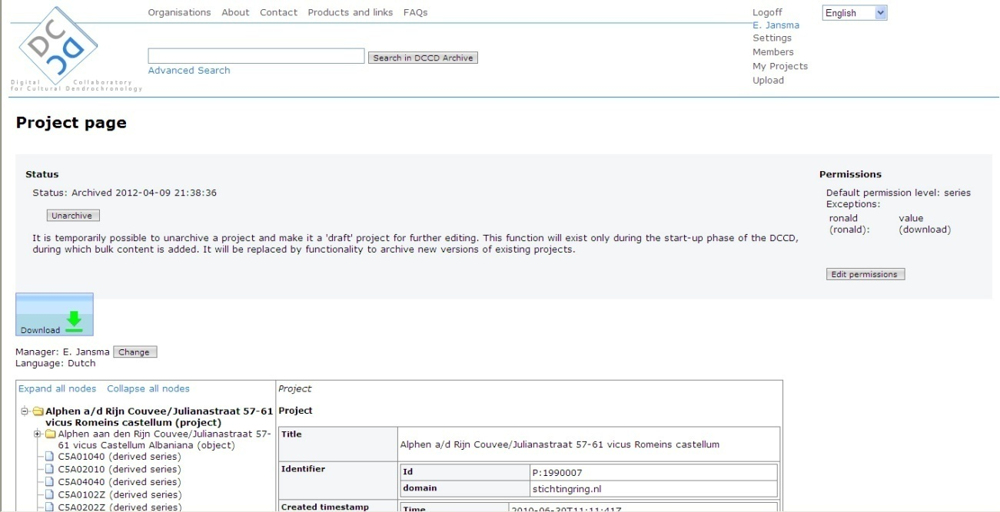 Organisations About Contact Products and links FAQs
Logoff
English
E. Jansma
Settings
Members
My Projects
Upload
DC
CD
Digital Collaboratory
for Cultural Dendrochronology
Search in DCCD Archive
Advanced Search
Project page
Status
Status: Archived 2012-04-09 21:38:36
Unarchive
It is temporarily possible to unarchive a project and make it a 'draft' project for further editing. This function will exist only during the start-up phase of the DCCD,
during which bulk content is added. It will be replaced by functionality to archive new versions of existing projects.
Permissions
Default permission level: series
Exceptions:
ronald value
(ronald): (download)
Edit permissions
Download
Manager: E. Jansma Change
Language: Dutch
Expand all nodes Collapse all nodes
Alphen a/d Rijn Couvee/Julianastraat 57-61
vicus Romeins castellum (project)
Alphen aan den Rijn Couvee/Julianastraat 57-
61 vicus Castellum Albaniana (object)
C5A01040 (derived series)
C5A02010 (derived series)
C5A04040 (derived series)
C5A0102Z (derived series)
C5A0202Z (derived series)
Project
Project
Title Alphen a/d Rijn Couvee/Julianastraat 57-61 vicus Romeins castellum
Identifier Id P:1990007
domain stichtingring.nl
Created timestamp Time 2010-06-30T11:11:41Z